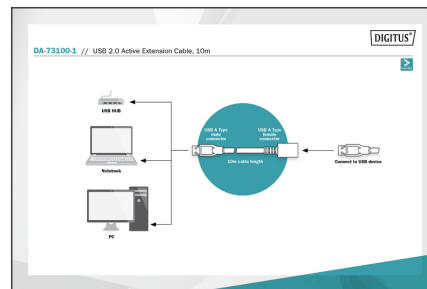 DIGITUS®
DA-73100-1 // USB 2.0 Active Extension Cable, 10m
USB HUB
USB A Type
male
connector
USB A Type
female
connector
10m cable length
Connect to USB device
Notebook
PC